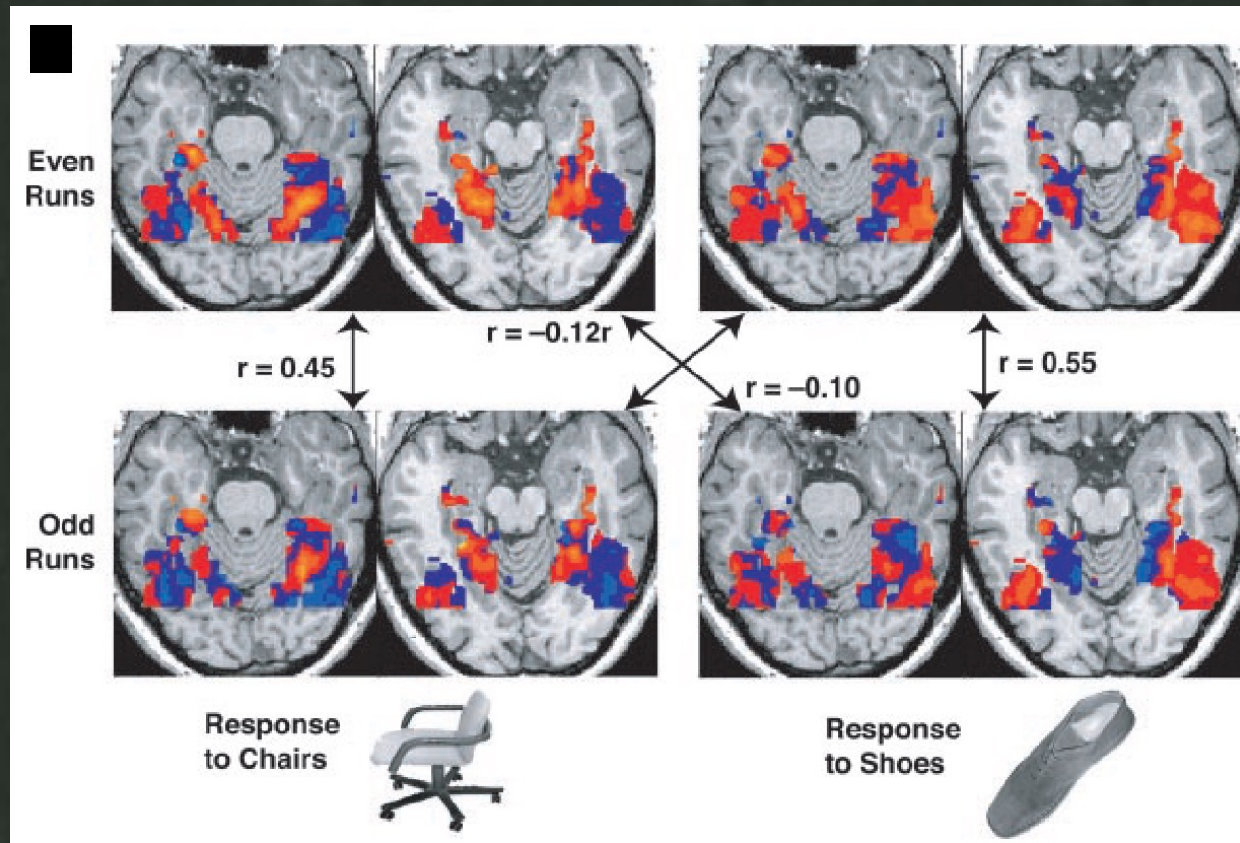 Even
Runs
r = –0.12r
r = 0.45
r = 0.55
r = –0.10
Odd
Runs
Response
to Chairs
Response
to Shoes